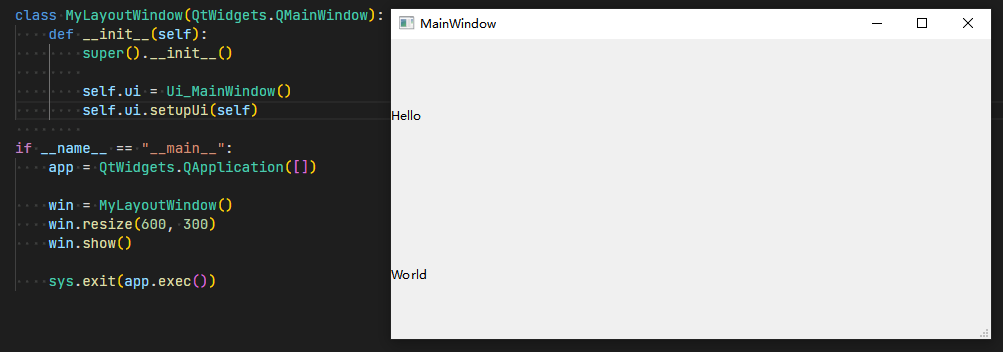 class MyLayoutWindow(QtWidgets.QMainWindow):
    def __init__(self):
        super().__init__()
        self.ui = Ui_MainWindow()
        self.ui.setupUi(self)
if __name__ == "__main__":
    app = QtWidgets.QApplication([])
    win = MyLayoutWindow()
    win.resize(600, 300)
    win.show()
    sys.exit(app.exec())
MainWindow
Hello
World